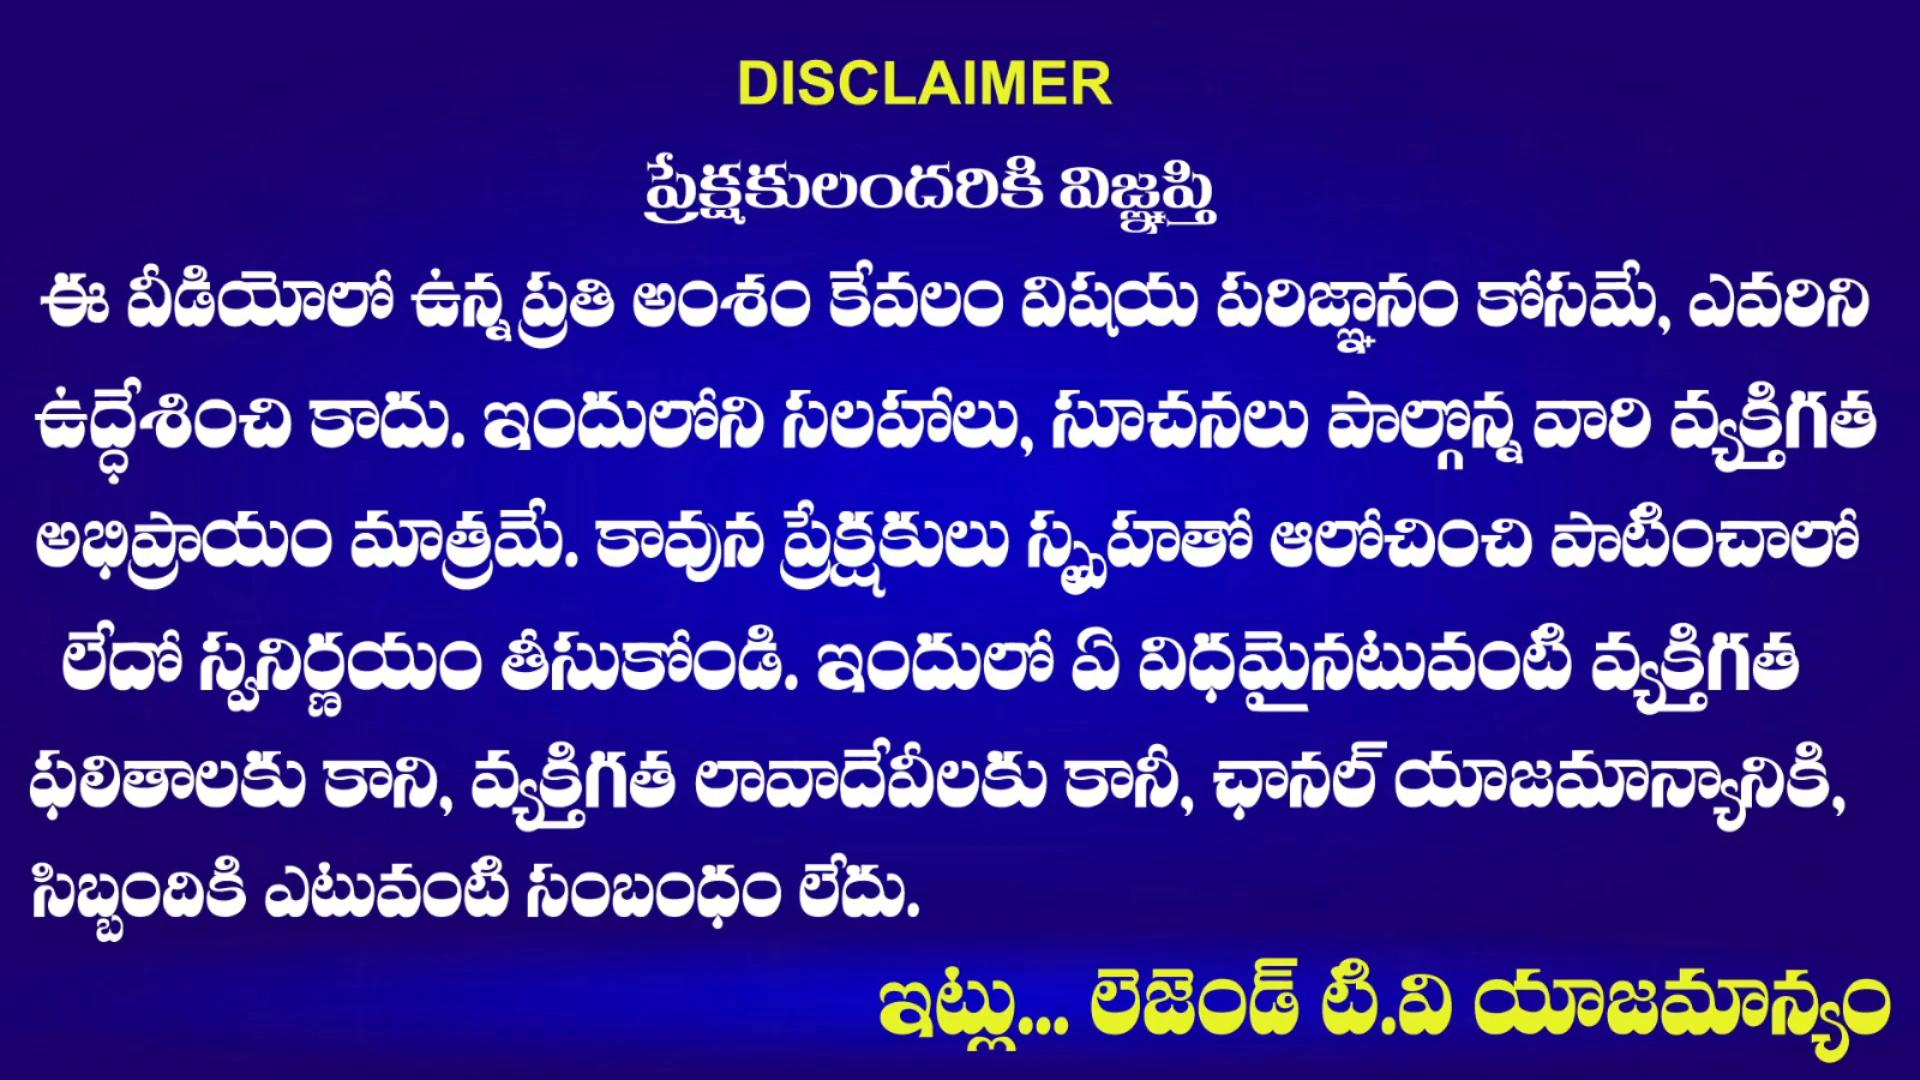 DISCLAIMER
ప్రేక్షకులందరికి విజ్ఞప్తి
ఈ వీడియోలో ఉన్న ప్రతి అంశం కేవలం విషయ పరిజ్ఞానం కోసమే, ఎవరిని
ఉద్ధేశించి కాదు. ఇందులోని సలహాలు, సూచనలు పాల్గొన్న వారి వ్యక్తిగత
అభిప్రాయం మాత్రమే. కావున ప్రేక్షకులు స్పృహతో ఆలోచించి పాటించాలో
లేదో స్వనిర్ణయం తీసుకోండి. ఇందులో ఏ విధమైనటువంటి వ్యక్తిగత
ఫలితాలకు కాని, వ్యక్తిగత లావాదేవీలకు కానీ, ఛానల్ యాజమాన్యానికి,
సిబ్బందికి ఎటువంటి సంబంధం లేదు.
ఇట్లు... లెజెండ్ టి.వి యాజమాన్యం